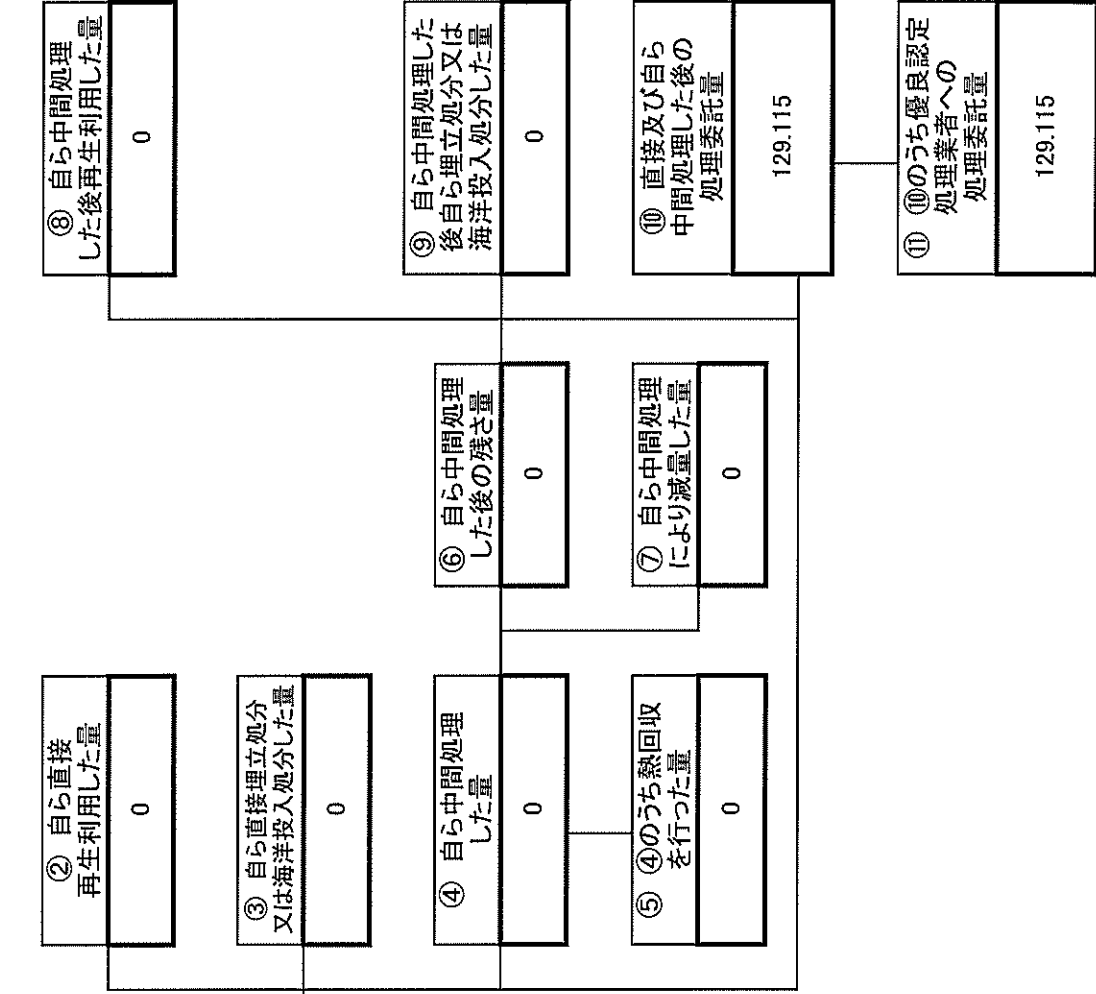 ② 自ら直接
再生利用した量
0
③ 自ら直接埋立処分
又は海洋投入処分した量
0
④ 自ら中間処理
した量
0
⑤ ④のうち熱回収
を行った量
0
⑥ 自ら中間処理
した後の残さ量
0
⑦ 自ら中間処理
により減量した量
0
⑧ 自ら中間処理
した後再生利用した量
0
⑨ 自ら中間処理した
後自ら埋立処分又は
海洋投入処分した量
0
⑩ 直接及び自ら
中間処理した後の
処理委託量
129.115
⑪ ⑩のうち優良認定
処理業者への
処理委託量
129.115